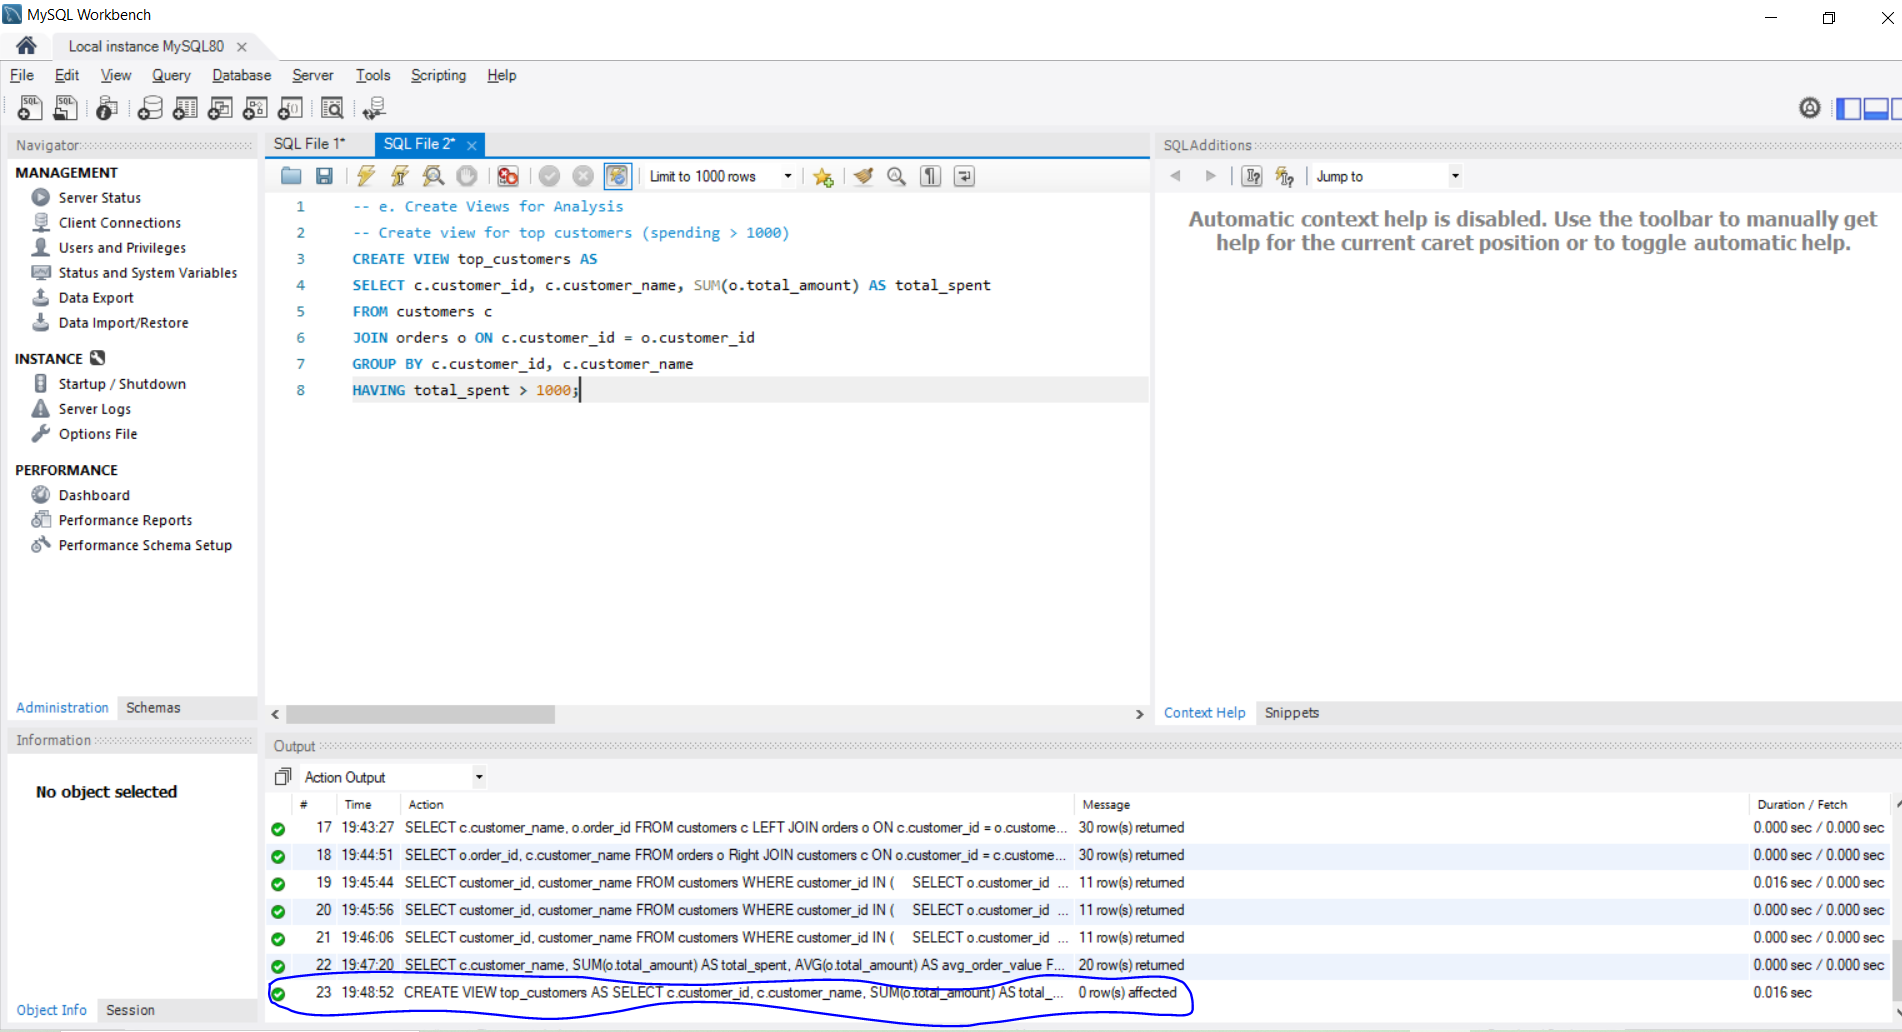 MySQL Workbench
Local instance MySQL80
File Edit View Query Database Server Tools Scripting Help
Navigator
MANAGEMENT
Server Status
Client Connections
Users and Privileges
Status and System Variables
Data Export
Data Import/Restore
INSTANCE
Startup / Shutdown
Server Logs
Options File
PERFORMANCE
Dashboard
Performance Reports
Performance Schema Setup
Administration Schemas
Information
No object selected
Object Info Session
SQL File 1* SQL File 2*
Limit to 1000 rows
1 -- e. Create Views for Analysis
2 -- Create view for top customers (spending > 1000)
3 CREATE VIEW top_customers AS
4 SELECT c.customer_id, c.customer_name, SUM(o.total_amount) AS total_spent
5 FROM customers c
6 JOIN orders o ON c.customer_id = o.customer_id
7 GROUP BY c.customer_id, c.customer_name
8 HAVING total_spent > 1000;
SQLAdditions
Jump to
Automatic context help is disabled. Use the toolbar to manually get
help for the current caret position or to toggle automatic help.
Context Help Snippets
Output
Action Output
# Time Action Message Duration / Fetch
17 19:43:27 SELECT c.customer_name, o.order_id FROM customers c LEFT JOIN orders o ON c.customer_id = o.custome... 30 row(s) returned 0.000 sec / 0.000 sec
18 19:44:51 SELECT o.order_id, c.customer_name FROM orders o Right JOIN customers c ON o.customer_id = c.custome... 30 row(s) returned 0.000 sec / 0.000 sec
19 19:45:44 SELECT customer_id, customer_name FROM customers WHERE customer_id IN ( SELECT o.customer_id ... 11 row(s) returned 0.016 sec / 0.000 sec
20 19:45:56 SELECT customer_id, customer_name FROM customers WHERE customer_id IN ( SELECT o.customer_id ... 11 row(s) returned 0.000 sec / 0.000 sec
21 19:46:06 SELECT customer_id, customer_name FROM customers WHERE customer_id IN ( SELECT o.customer_id ... 11 row(s) returned 0.000 sec / 0.000 sec
22 19:47:20 SELECT c.customer_name, SUM(o.total_amount) AS total_spent, AVG(o.total_amount) AS avg_order_value F... 20 row(s) returned 0.000 sec / 0.000 sec
23 19:48:52 CREATE VIEW top_customers AS SELECT c.customer_id, c.customer_name, SUM(o.total_amount) AS total_... 0 row(s) affected 0.016 sec